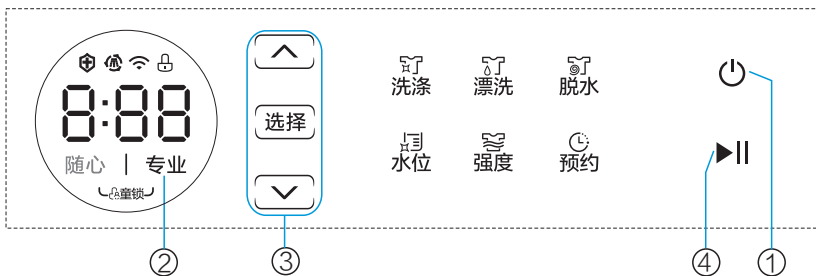 8:88
随心 | 专业
童锁
选择
洗涤 漂洗 脱水
水位 强度 预约
② ③ ④ ①